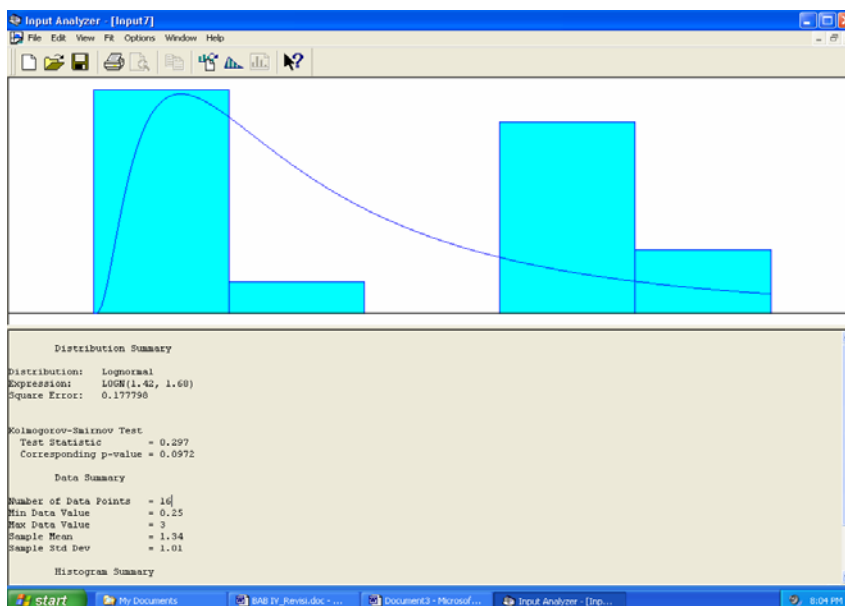 Input Analyzer - [Input7]
File Edit View Fit Options Window Help
Distribution Summary
Distribution: Lognormal
Expression: LOGN(1.42, 1.68)
Square Error: 0.177798
Kolmogorov-Smirnov Test
Test Statistic = 0.297
Corresponding p-value = 0.0972
Data Summary
Number of Data Points = 16
Min Data Value = 0.25
Max Data Value = 3
Sample Mean = 1.34
Sample Std Dev = 1.01
Histogram Summary
start My Documents BAB IV_Revisi.doc - ... Document3 - Microsof... Input Analyzer - [Inp... 8:04 PM